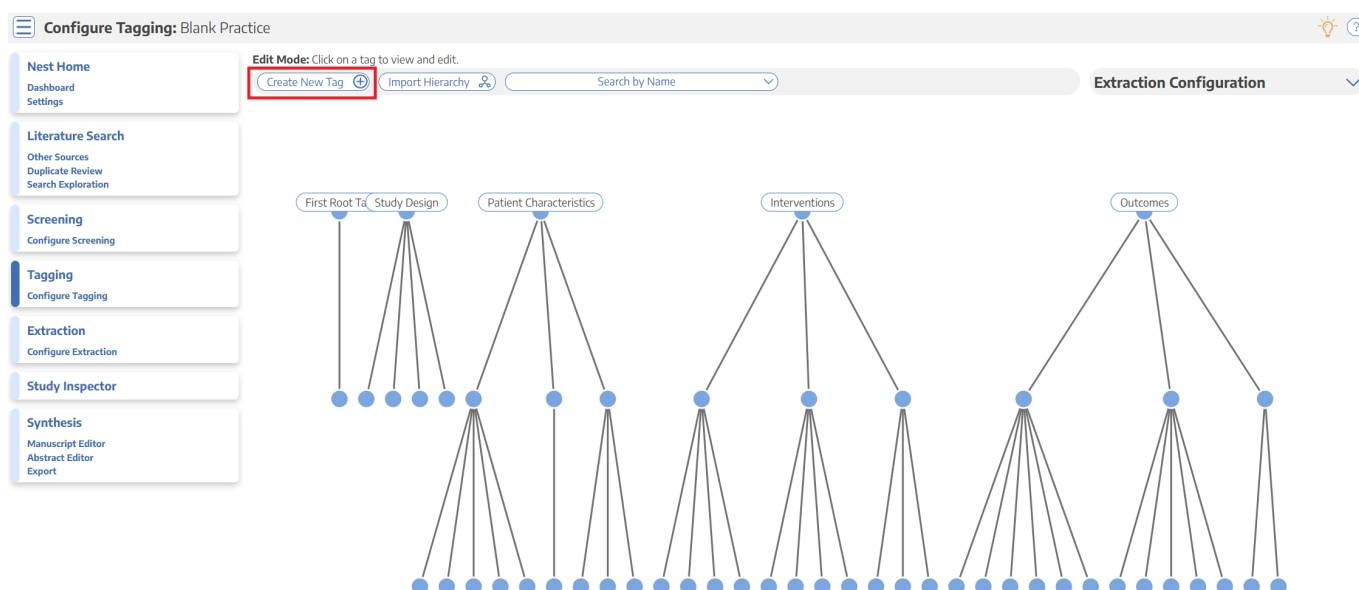 Configure Tagging: Blank Practice
Nest Home
Dashboard
Settings
Literature Search
Other Sources
Duplicate Review
Search Exploration
Screening
Configure Screening
Tagging
Configure Tagging
Extraction
Configure Extraction
Study Inspector
Synthesis
Manuscript Editor
Abstract Editor
Export
Edit Mode: Click on a tag to view and edit.
Create New Tag
Import Hierarchy
Search by Name
Extraction Configuration
First Root Ta
Study Design
Patient Characteristics
Interventions
Outcomes
?